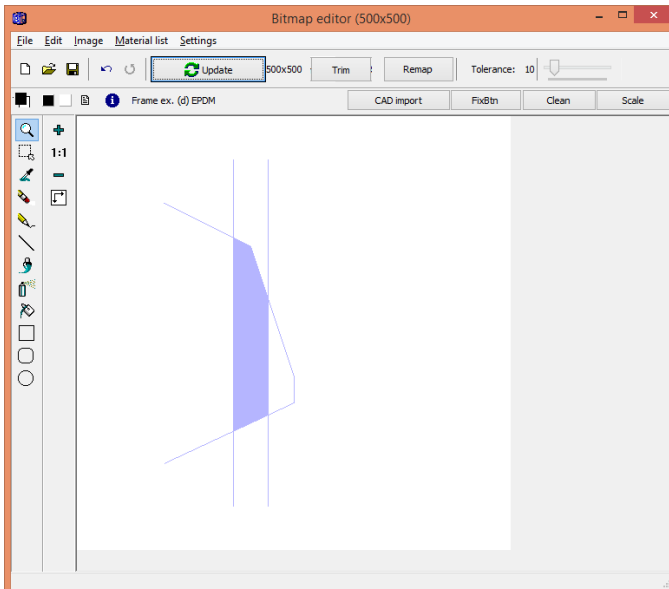 Bitmap editor (500x500)
File Edit Image Material list Settings
Update 500x500 Trim Remap Tolerance: 10
Frame ex. (d) EPDM CAD import FixBtn Clean Scale
1:1